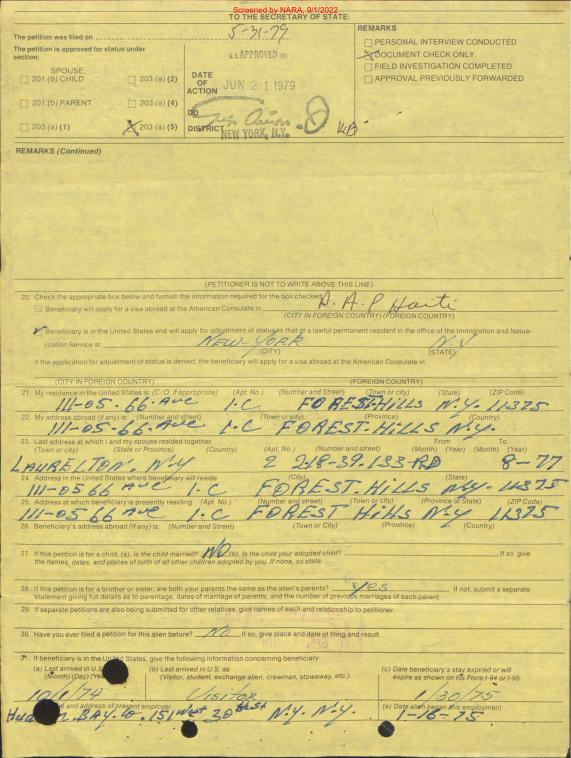 Screened by NARA, 9/1/2022
TO THE SECRETARY OF STATE:
The petition was filed on 5-31-79
The petition is approved for status under section:
SPOUSE,
201 (b) CHILD 203 (a) (2)
201 (b) PARENT 203 (a) (4)
203 (a) (1) X 203 (a) (5)
APPROVED
DATE OF ACTION JUN 21 1979
DD
DISTRICT NEW YORK, N.Y.
REMARKS
PERSONAL INTERVIEW CONDUCTED
X DOCUMENT CHECK ONLY
FIELD INVESTIGATION COMPLETED
APPROVAL PREVIOUSLY FORWARDED
REMARKS (Continued)
(PETITIONER IS NOT TO WRITE ABOVE THIS LINE)
20. Check the appropriate box below and furnish the information required for the box checked:
Beneficiary will apply for a visa abroad at the American Consulate in P. A. P Haiti
(CITY IN FOREIGN COUNTRY) (FOREIGN COUNTRY)
✓ Beneficiary is in the United States and will apply for adjustment of status to that of a lawful permanent resident in the office of the Immigration and Natura-
lization Service at NEW-YORK N.Y
(CITY) (STATE)
If the application for adjustment of status is denied, the beneficiary will apply for a visa abroad at the American Consulate in
(CITY IN FOREIGN COUNTRY) (FOREIGN COUNTRY)
21. My residence in the United States is: (C/O, if appropriate) (Apt. No.) (Number and Street) (Town or city) (State) (ZIP Code)
111-05. 66. AVE 1-C FOREST-Hills N.Y. 11375
22. My address abroad (if any) is: (Number and street) (Town or city) (Province) (Country)
111-05. 66-AVE 1-C FOREST-Hills N.Y.
23. Last address at which I and my spouse resided together From To
(Town or city) (State or Province) (Country) (Apt. No.) (Number and street) (Month) (Year) (Month) (Year)
LAURELTON, N.Y 2 218-39-133-RD 8-77
24. Address in the United States where beneficiary will reside (State)
111-05 66 AVE 1-C FOREST-Hills N.Y. 11375
25. Address at which beneficiary is presently residing (Apt. No.) (Number and street) (Town or city) (Province or State) (ZIP Code)
111-05 66 AVE 1-C FOREST Hills N.Y 11375
26. Beneficiary's address abroad (if any) is: (Number and Street) (Town or City) (Province) (Country)
27. If this petition is for a child, (a). Is the child married? NO (b). Is the child your adopted child? If so, give
the names, dates, and places of birth of all other children adopted by you. If none, so state.
28. If this petition is for a brother or sister, are both your parents the same as the alien's parents? Yes If not, submit a separate
statement giving full details as to parentage, dates of marriage of parents, and the number of previous marriages of each parent.
29. If separate petitions are also being submitted for other relatives, give names of each and relationship to petitioner.
30. Have you ever filed a petition for this alien before? No If so, give place and date of filing and result.
31. If beneficiary is in the United States, give the following information concerning beneficiary:
(a) Last arrived in U.S. (b) Last arrived in U.S. as (c) Date beneficiary's stay expired or will
(Month) (Day) (Year) (Visitor, student, exchange alien, crewman, stowaway, etc.) expire as shown on his Form I-94 or I-95
10/1/74 Visitor 1/30/75
and address of present employer (e) Date alien began this employment
BAY. Co. 151 West 30 N.Y. N.Y. 1-16-75